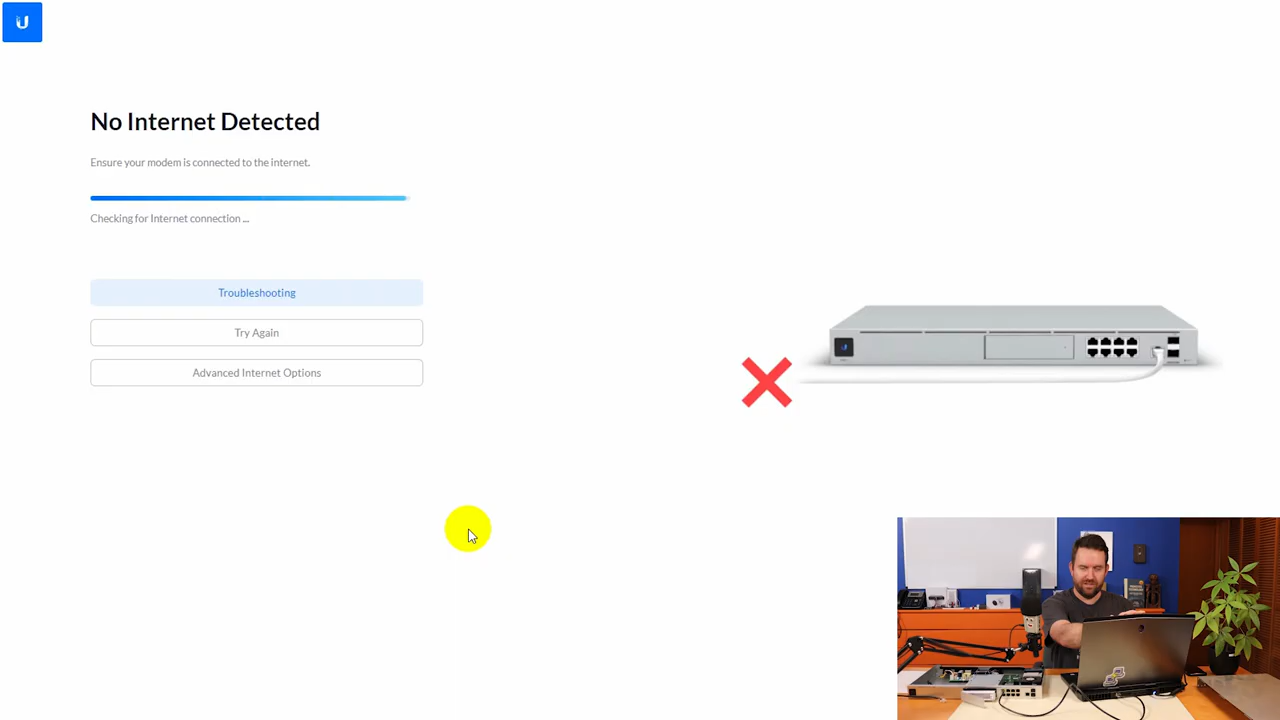 No Internet Detected
Ensure your modem is connected to the internet.
Checking for Internet connection ...
Troubleshooting
Try Again
Advanced Internet Options